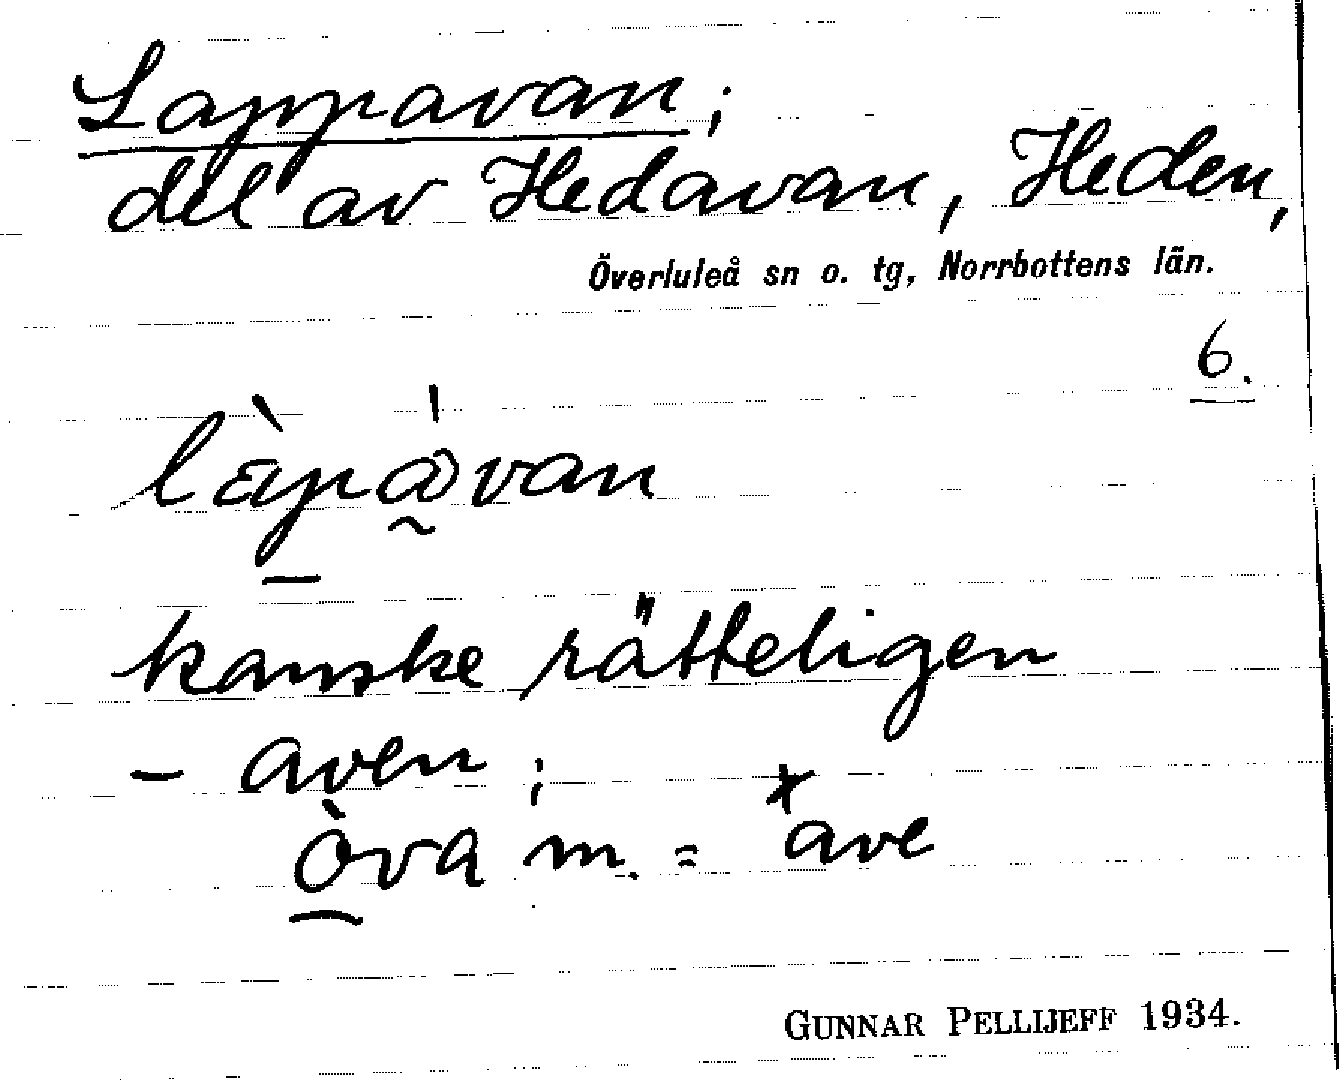 Lappavan;
del av Hedavan, Heden,
Överluleå sn o. tg, Norrbottens län.
6.
kanske rätteligen
- aven;
òva m. = *ave
GUNNAR PELLIJEFF 1934.